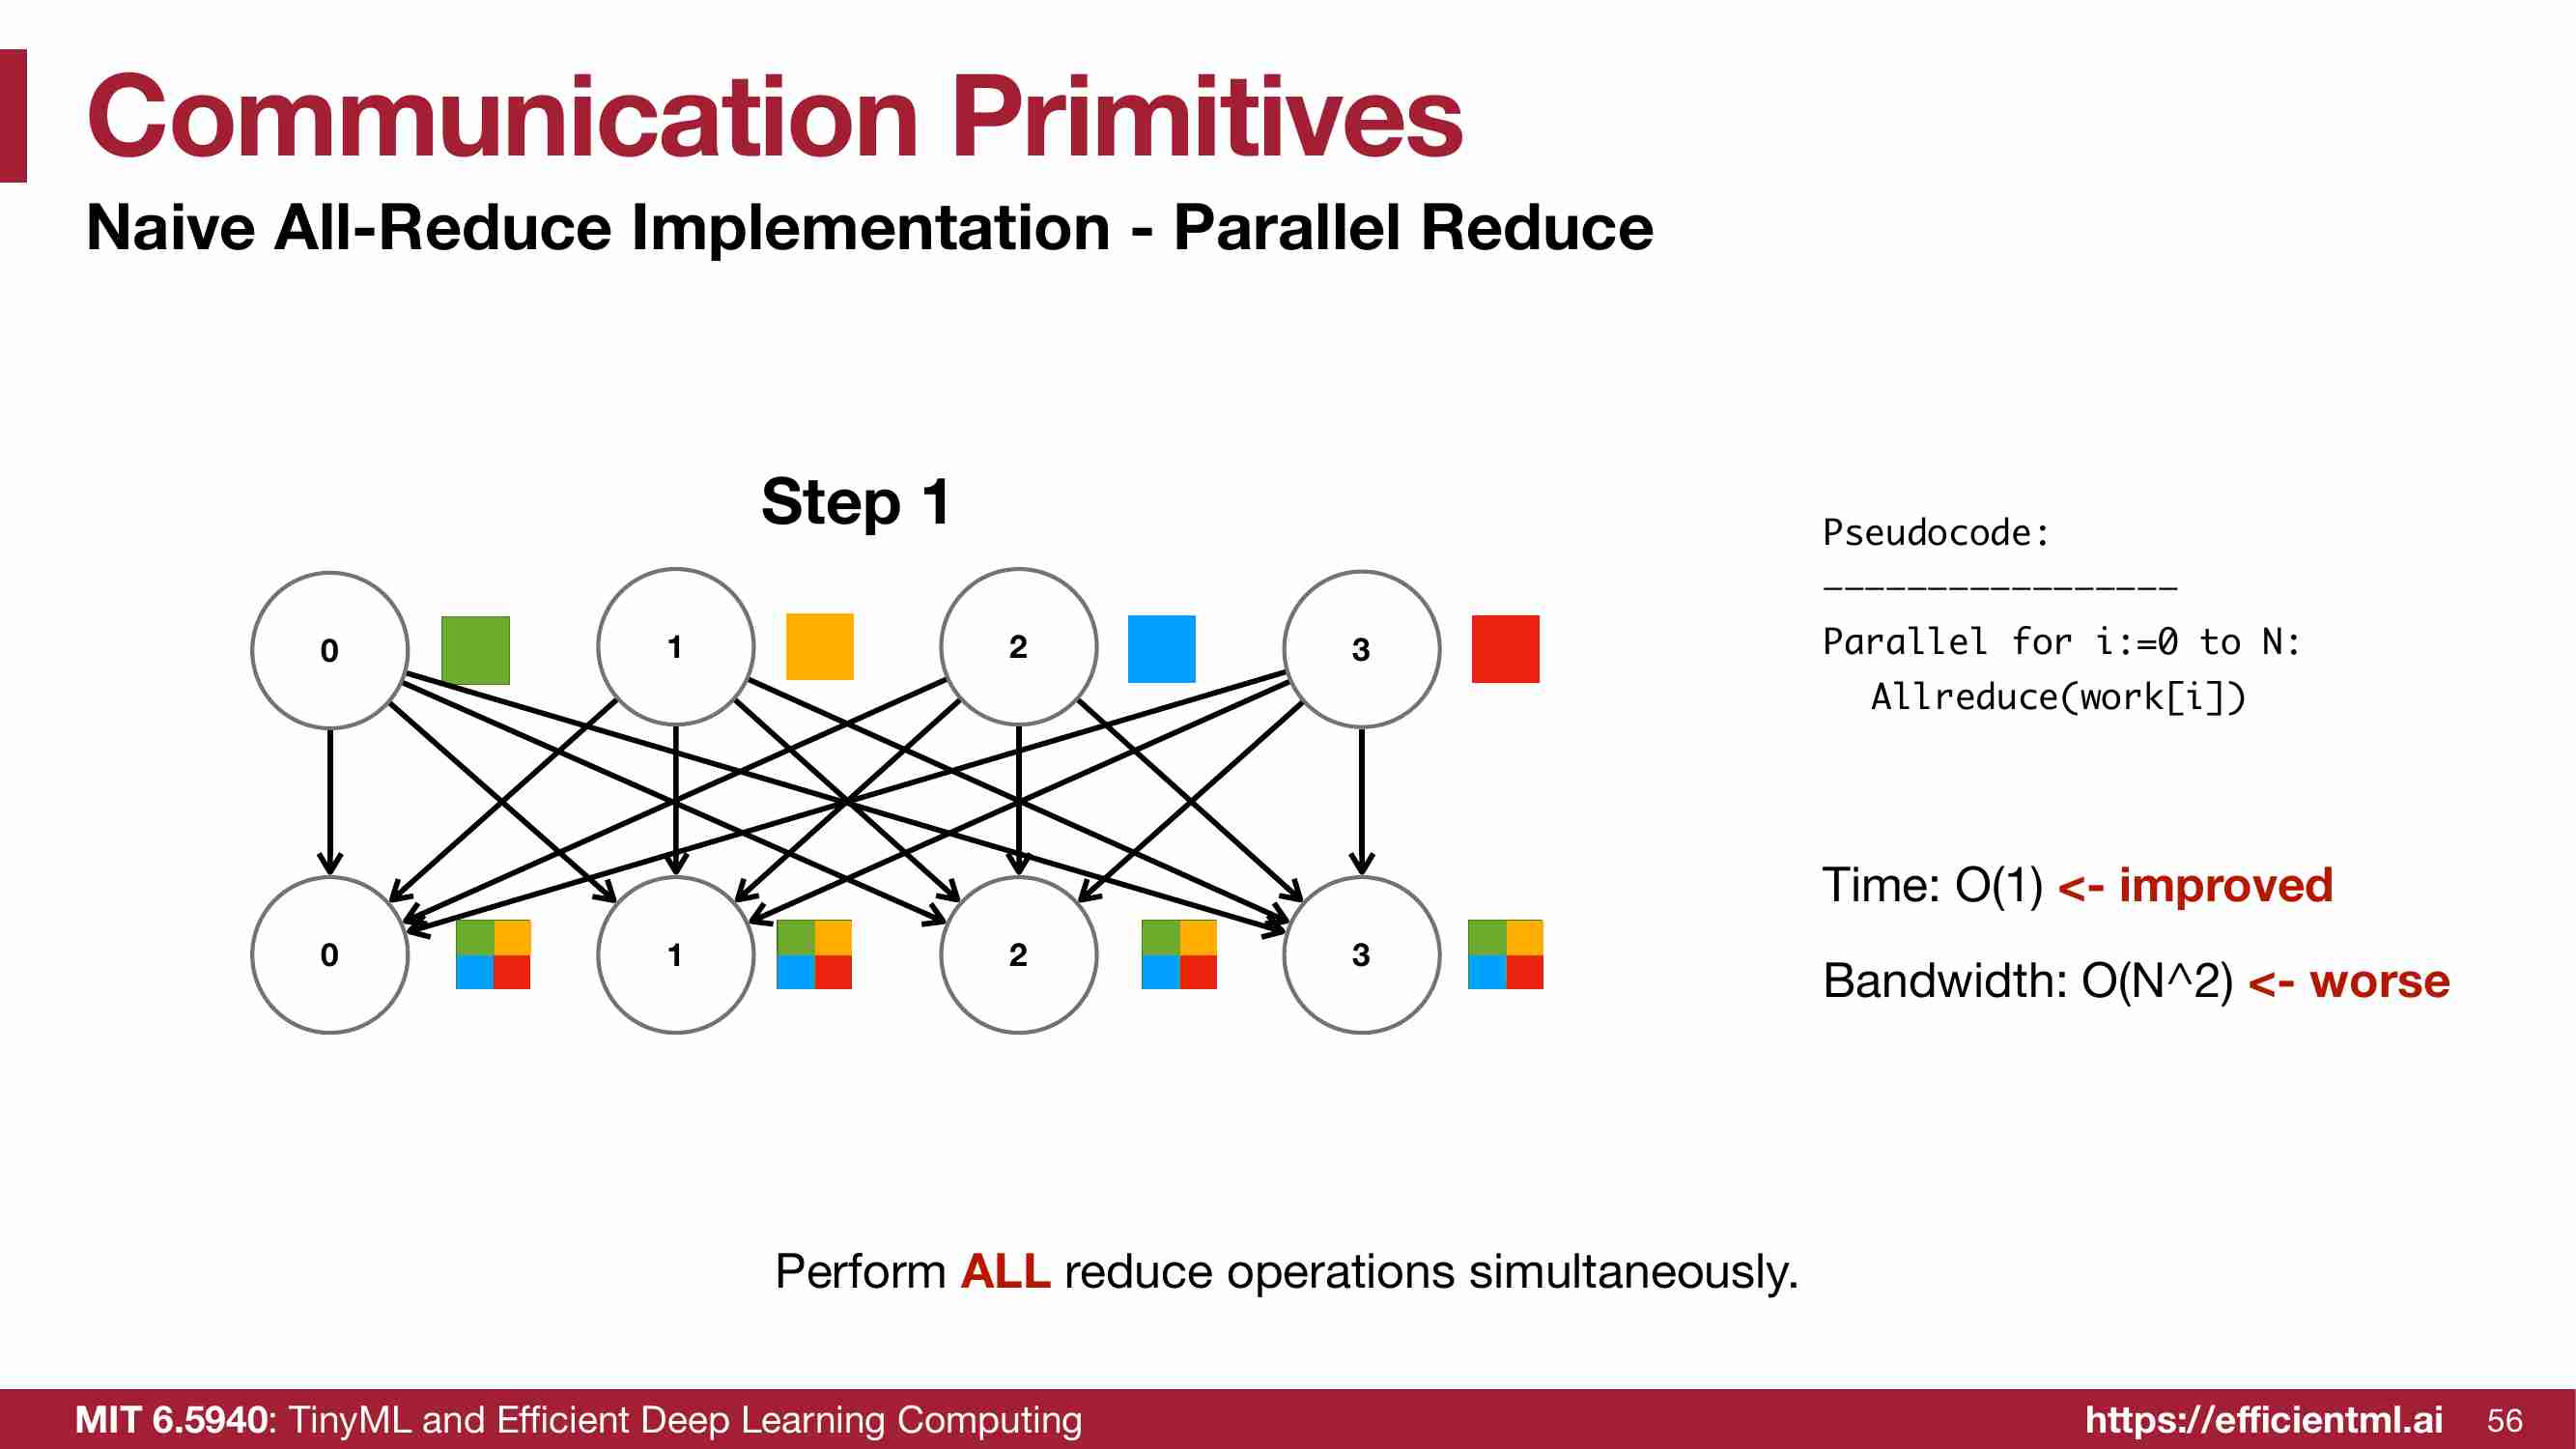 Communication Primitives
Naive All-Reduce Implementation - Parallel Reduce
Step 1
0 1 2 3
0 1 2 3
Pseudocode:
-----------------
Parallel for i:=0 to N:
Allreduce(work[i])
Time: O(1) <- improved
Bandwidth: O(N^2) <- worse
Perform ALL reduce operations simultaneously.
MIT 6.5940: TinyML and Efficient Deep Learning Computing
https://efficientml.ai 56